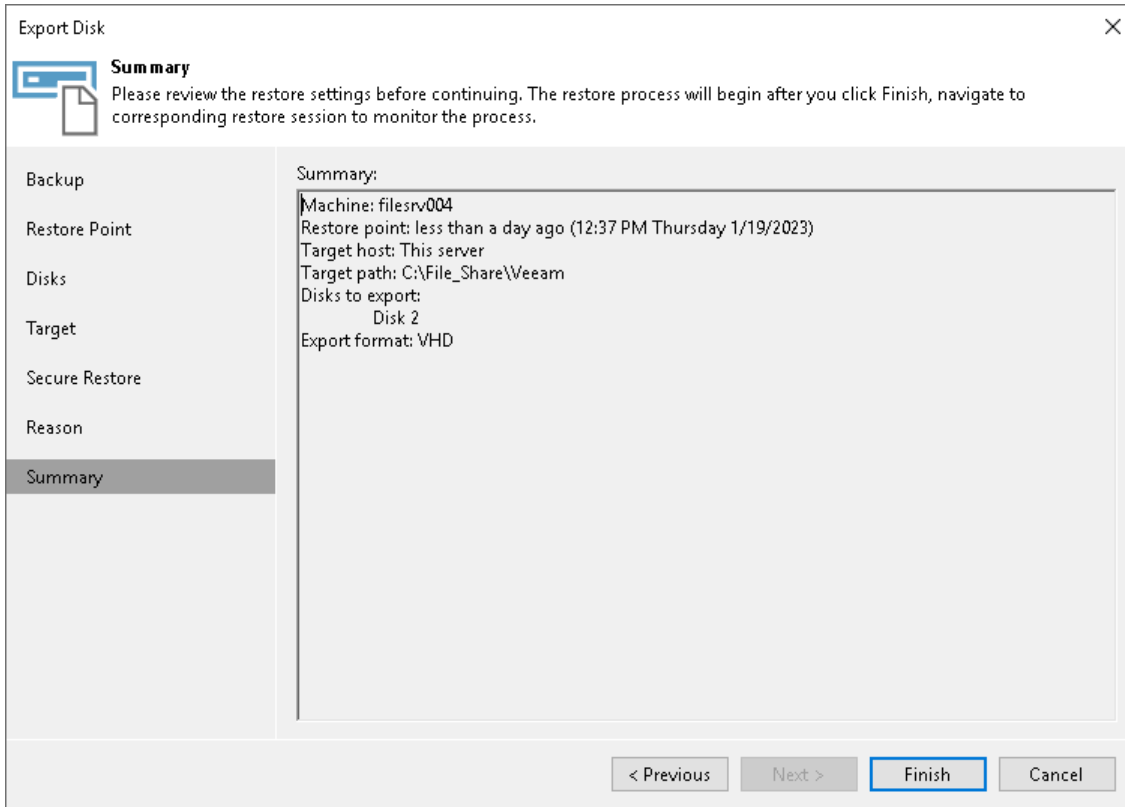 Export Disk
Summary
Please review the restore settings before continuing. The restore process will begin after you click Finish, navigate to
corresponding restore session to monitor the process.
Backup
Restore Point
Disks
Target
Secure Restore
Reason
Summary
Summary:
Machine: filesrv004
Restore point: less than a day ago (12:37 PM Thursday 1/19/2023)
Target host: This server
Target path: C:\File_Share\Veeam
Disks to export:
Disk 2
Export format: VHD
< Previous
Next >
Finish
Cancel